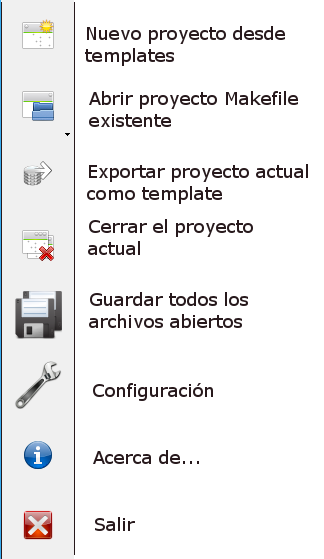 Nuevo proyecto desde
templates
Abrir proyecto Makefile
existente
Exportar proyecto actual
como template
Cerrar el proyecto
actual
Guardar todos los
archivos abiertos
Configuración
Acerca de...
Salir